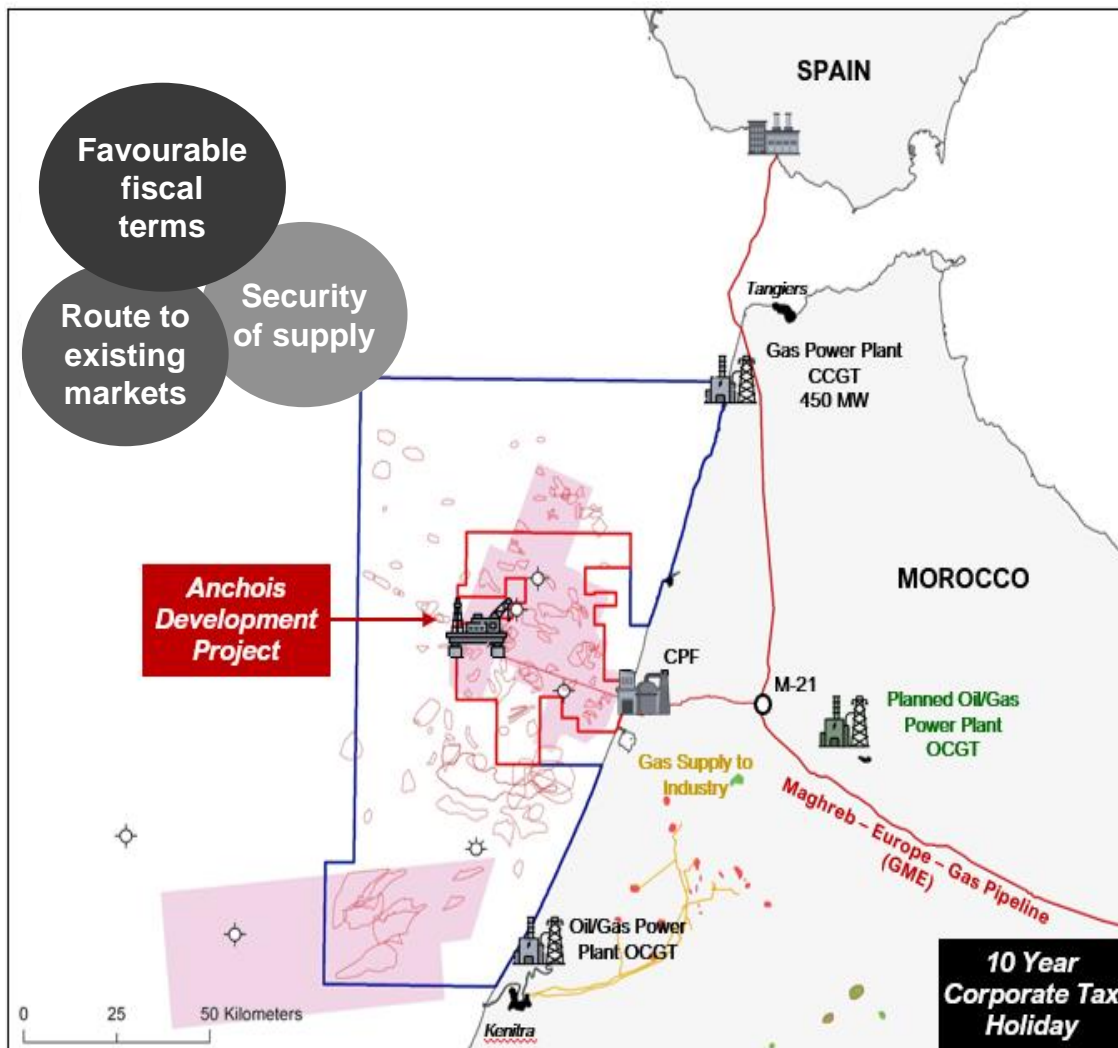 SPAIN
Favourable
fiscal
terms
Security
of supply
Route to
existing
markets
Tangiers
Gas Power Plant
CCGT
450 MW
Anchois
Development
Project
MOROCCO
CPF
M-21
Planned Oil/Gas
Power Plant
OCGT
Gas Supply to
Industry
Maghreb – Europe – Gas Pipeline
(GME)
Oil/Gas Power
Plant OCGT
Kenitra
10 Year
Corporate Tax
Holiday
0 25 50 Kilometers